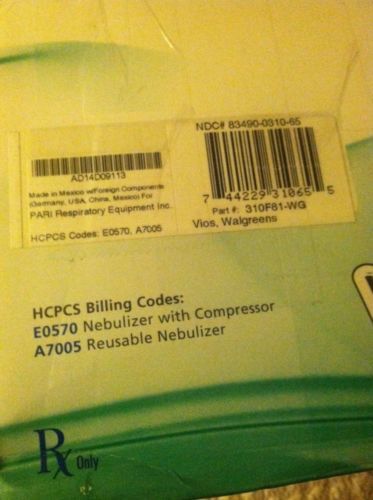 NDC# 83490-0310-65
AD14D09113
Made in Mexico w/Foreign Components
(Germany, USA, China, Mexico) For
PARI Respiratory Equipment Inc.
HCPCS Codes: E0570, A7005
7 44229 31065 5
Part #: 310F81-WG
Vios, Walgreens
HCPCS Billing Codes:
E0570 Nebulizer with Compressor
A7005 Reusable Nebulizer
Rx Only